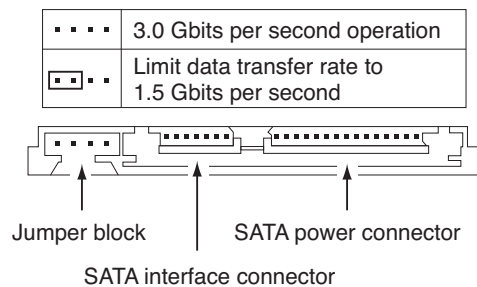 3.0 Gbits per second operation
Limit data transfer rate to
1.5 Gbits per second
Jumper block
SATA power connector
SATA interface connector